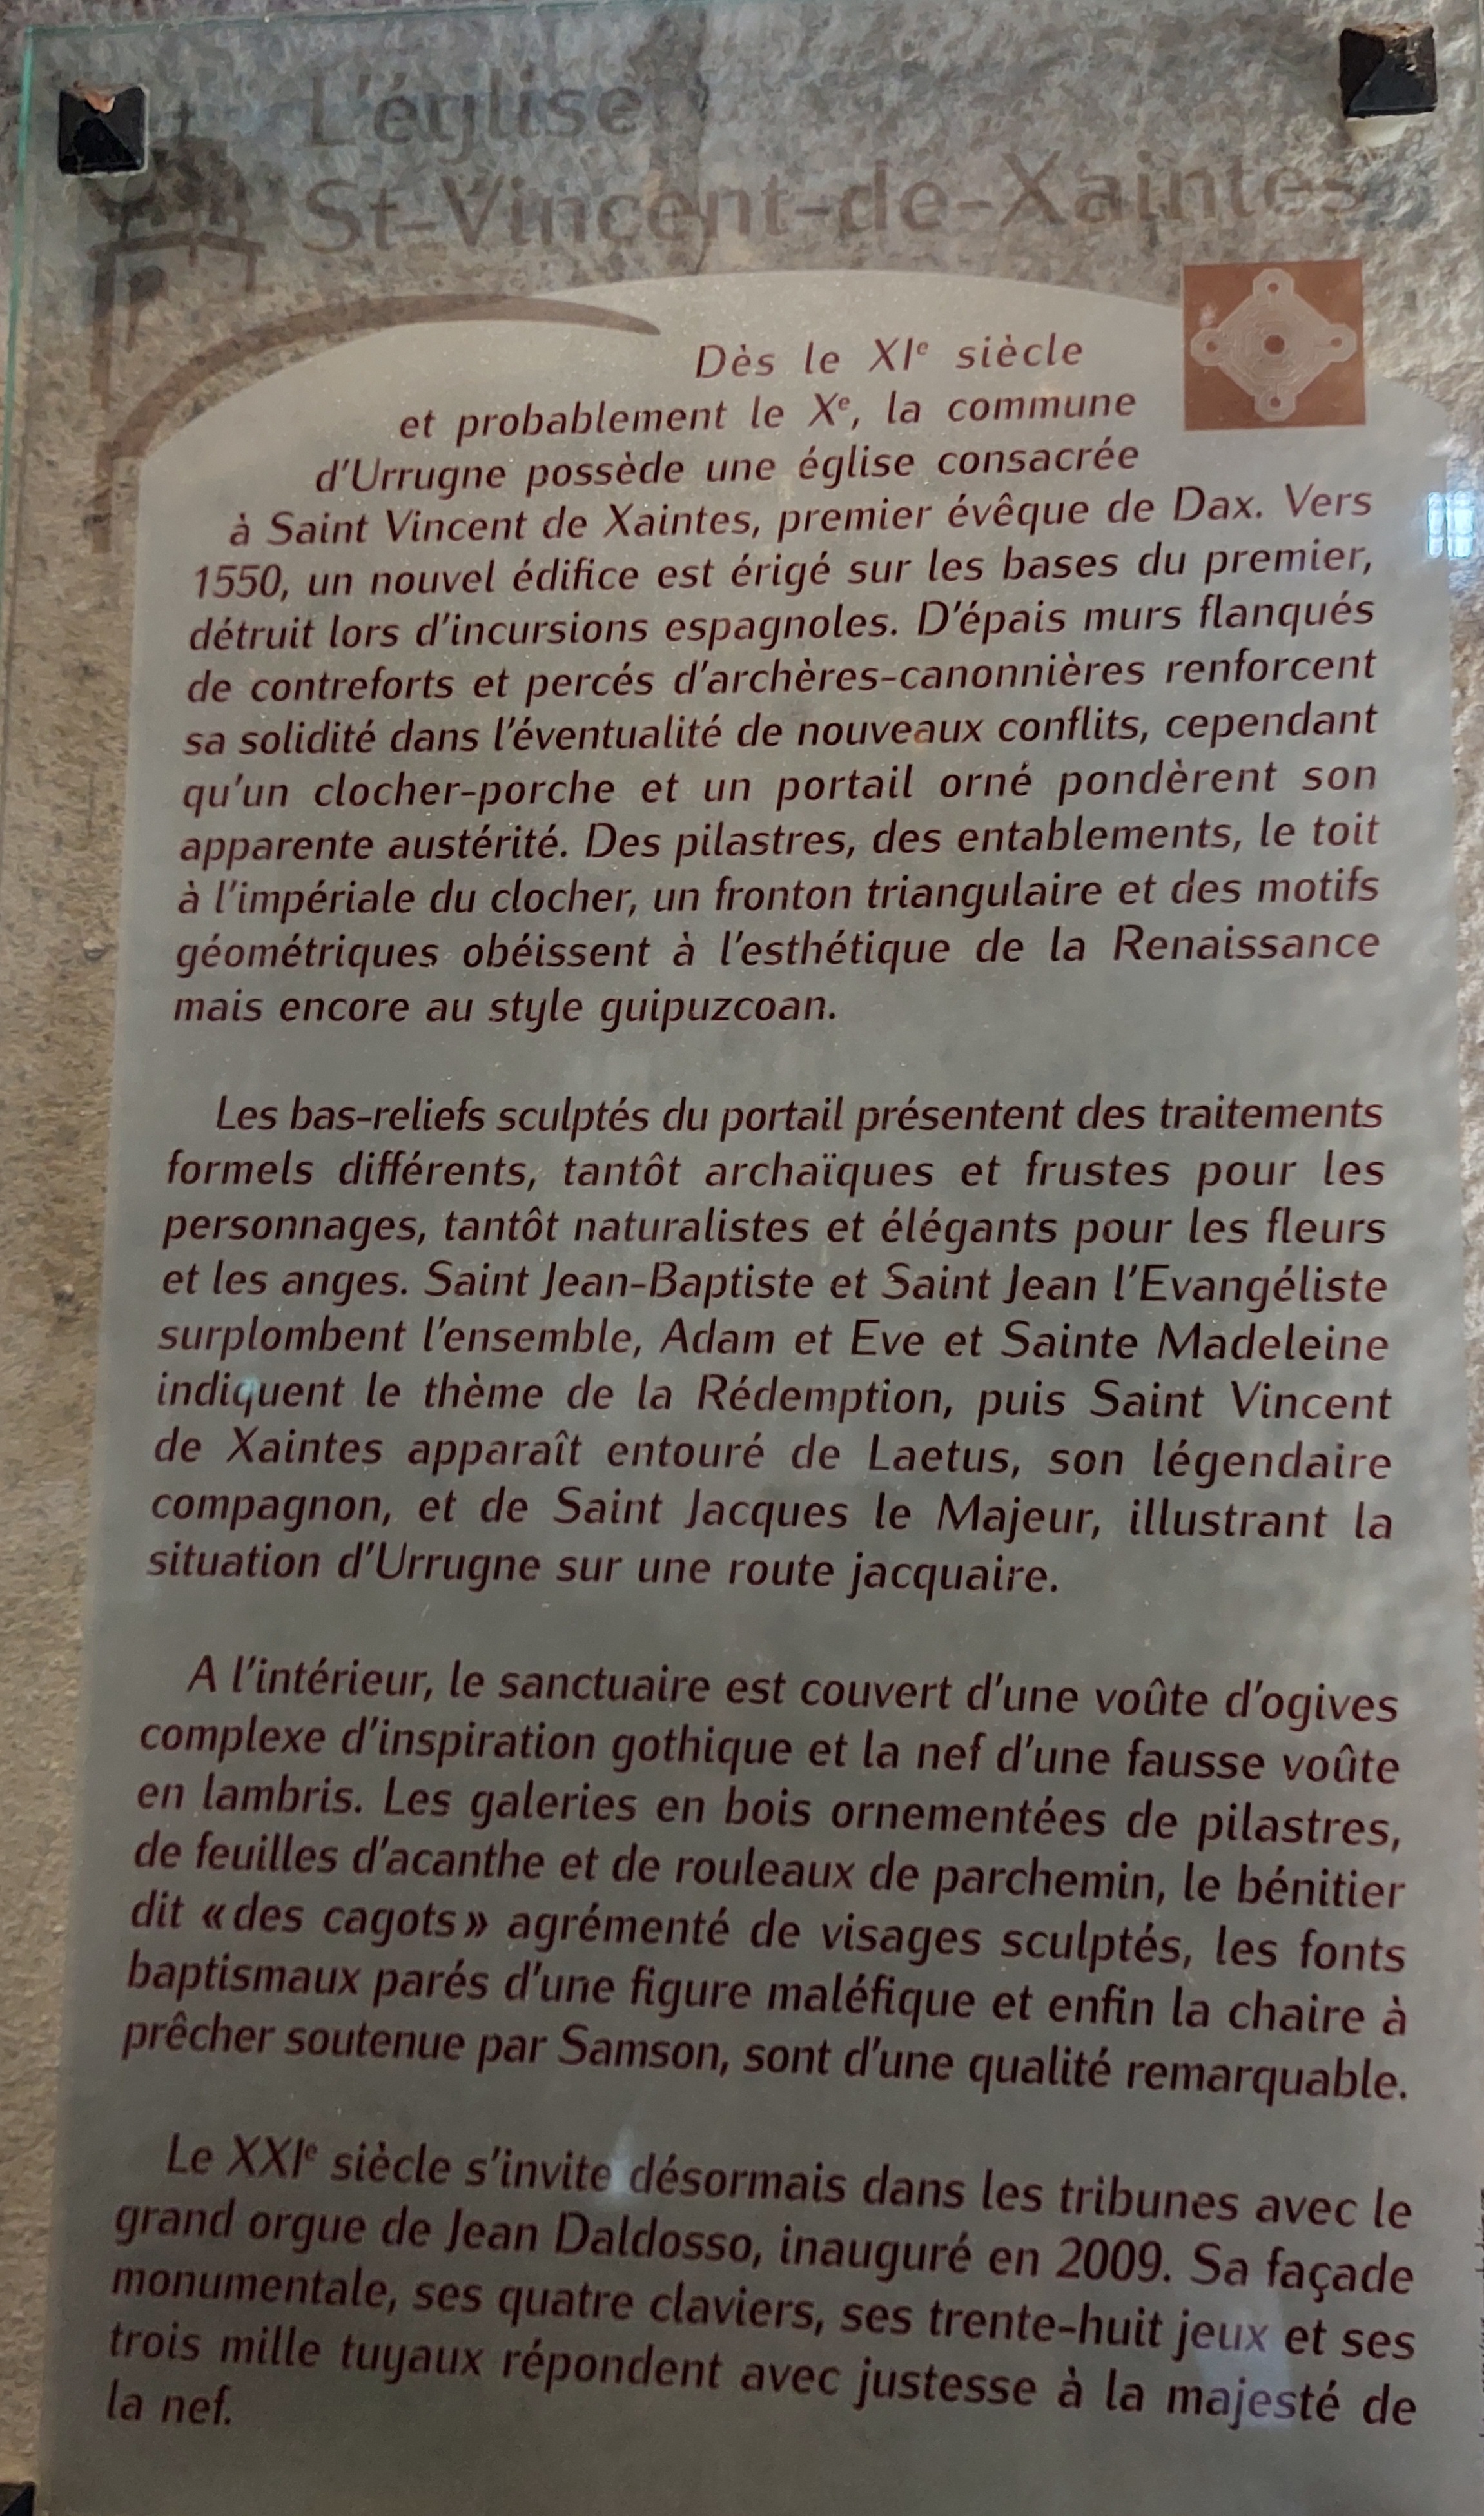 L'église
St-Vincent-de-Xaintes
Dès le XIe siècle
et probablement le Xe, la commune
d'Urrugne possède une église consacrée
à Saint Vincent de Xaintes, premier évêque de Dax. Vers
1550, un nouvel édifice est érigé sur les bases du premier,
détruit lors d'incursions espagnoles. D'épais murs flanqués
de contreforts et percés d'archères-canonnières renforcent
sa solidité dans l'éventualité de nouveaux conflits, cependant
qu'un clocher-porche et un portail orné pondèrent son
apparente austérité. Des pilastres, des entablements, le toit
à l'impériale du clocher, un fronton triangulaire et des motifs
géométriques obéissent à l'esthétique de la Renaissance
mais encore au style guipuzcoan.
Les bas-reliefs sculptés du portail présentent des traitements
formels différents, tantôt archaïques et frustes pour les
personnages, tantôt naturalistes et élégants pour les fleurs
et les anges. Saint Jean-Baptiste et Saint Jean l'Evangéliste
surplombent l'ensemble, Adam et Eve et Sainte Madeleine
indiquent le thème de la Rédemption, puis Saint Vincent
de Xaintes apparaît entouré de Laetus, son légendaire
compagnon, et de Saint Jacques le Majeur, illustrant la
situation d'Urrugne sur une route jacquaire.
A l'intérieur, le sanctuaire est couvert d'une voûte d'ogives
complexe d'inspiration gothique et la nef d'une fausse voûte
en lambris. Les galeries en bois ornementées de pilastres,
de feuilles d'acanthe et de rouleaux de parchemin, le bénitier
dit «des cagots» agrémenté de visages sculptés, les fonts
baptismaux parés d'une figure maléfique et enfin la chaire à
prêcher soutenue par Samson, sont d'une qualité remarquable.
Le XXIe siècle s'invite désormais dans les tribunes avec le
grand orgue de Jean Daldosso, inauguré en 2009. Sa façade
monumentale, ses quatre claviers, ses trente-huit jeux et ses
trois mille tuyaux répondent avec justesse à la majesté de
la nef.